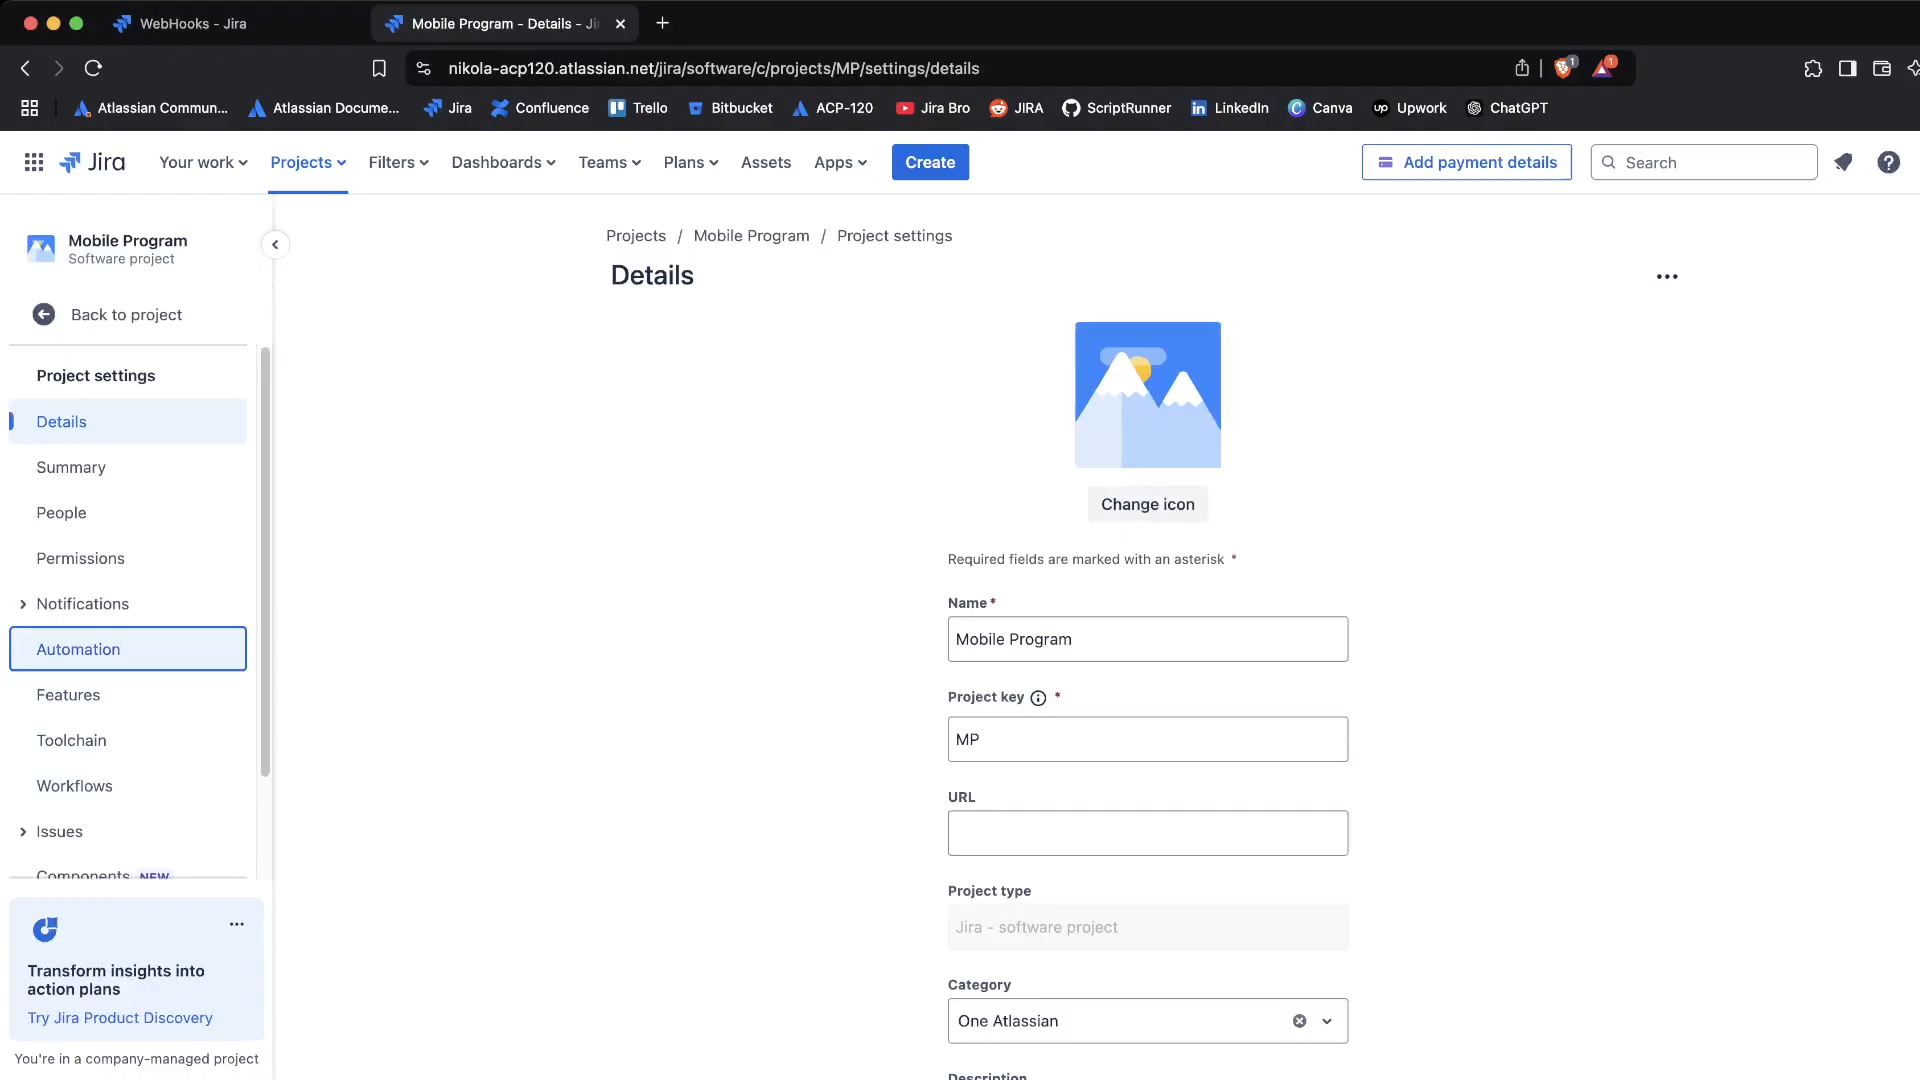 WebHooks - Jira
Mobile Program - Details - Ji
nikola-acp120.atlassian.net/jira/software/c/projects/MP/settings/details
1
1
Atlassian Commun...
Atlassian Docume...
Jira
Confluence
Trello
Bitbucket
ACP-120
Jira Bro
JIRA
ScriptRunner
LinkedIn
Canva
Upwork
ChatGPT
Jira
Your work
Projects
Filters
Dashboards
Teams
Plans
Assets
Apps
Create
Add payment details
Search
Mobile Program
Software project
Back to project
Project settings
Details
Summary
People
Permissions
Notifications
Automation
Features
Toolchain
Workflows
Issues
Components NEW
Transform insights into
action plans
Try Jira Product Discovery
You're in a company-managed project
Projects / Mobile Program / Project settings
Details
Change icon
Required fields are marked with an asterisk *
Name *
Mobile Program
Project key *
MP
URL
Project type
Jira - software project
Category
One Atlassian
Description